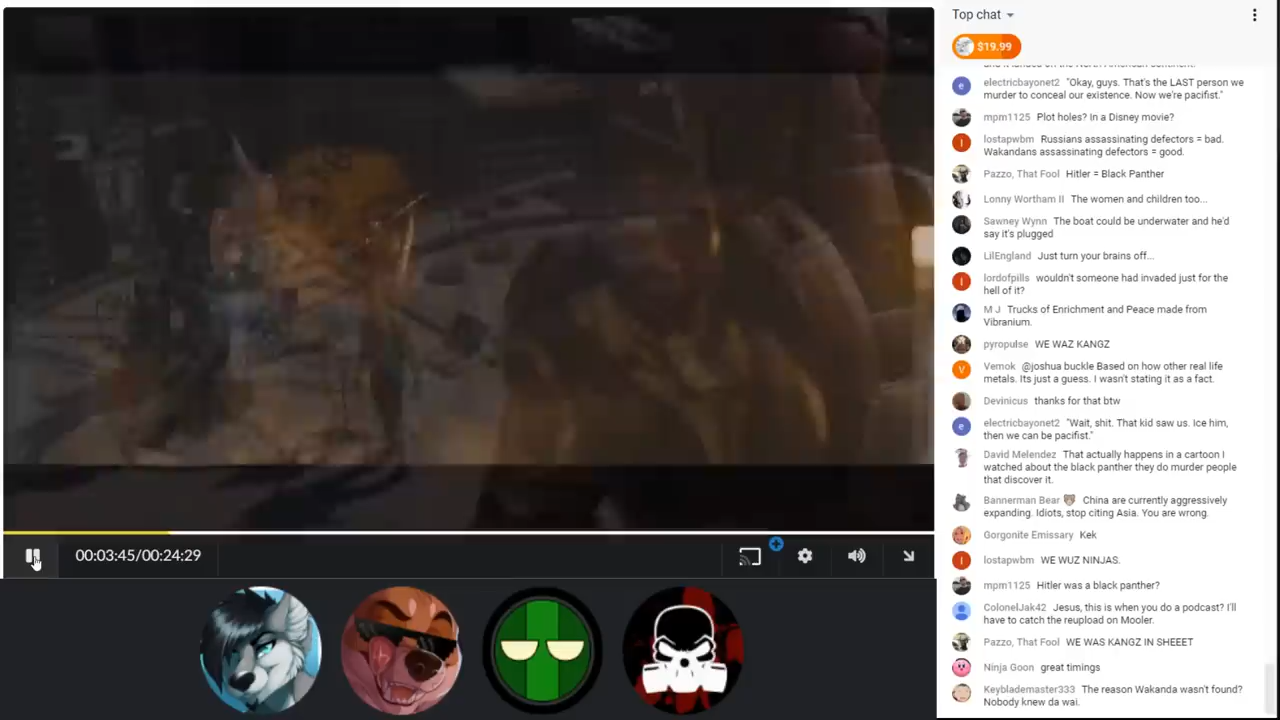 Top chat
$19.99
electricbayonet2 "Okay, guys. That's the LAST person we
murder to conceal our existence. Now we're pacifist."
mpm1125 Plot holes? In a Disney movie?
lostapwbm Russians assassinating defectors = bad.
Wakandans assassinating defectors = good.
Pazzo, That Fool Hitler = Black Panther
Lonny Wortham II The women and children too...
Sawney Wynn The boat could be underwater and he'd
say it's plugged
LilEngland Just turn your brains off...
lordofpills wouldn't someone had invaded just for the
hell of it?
M J Trucks of Enrichment and Peace made from
Vibranium.
pyropulse WE WAZ KANGZ
Vemok @joshua buckle Based on how other real life
metals. Its just a guess. I wasn't stating it as a fact.
Devinicus thanks for that btw
electricbayonet2 "Wait, shit. That kid saw us. Ice him,
then we can be pacifist."
David Melendez That actually happens in a cartoon I
watched about the black panther they do murder people
that discover it.
Bannerman Bear China are currently aggressively
expanding. Idiots, stop citing Asia. You are wrong.
Gorgonite Emissary Kek
lostapwbm WE WUZ NINJAS.
mpm1125 Hitler was a black panther?
ColonelJak42 Jesus, this is when you do a podcast? I'll
have to catch the reupload on Mooler.
Pazzo, That Fool WE WAS KANGZ IN SHEEET
Ninja Goon great timings
Keyblademaster333 The reason Wakanda wasn't found?
Nobody knew da wai.
00:03:45/00:24:29